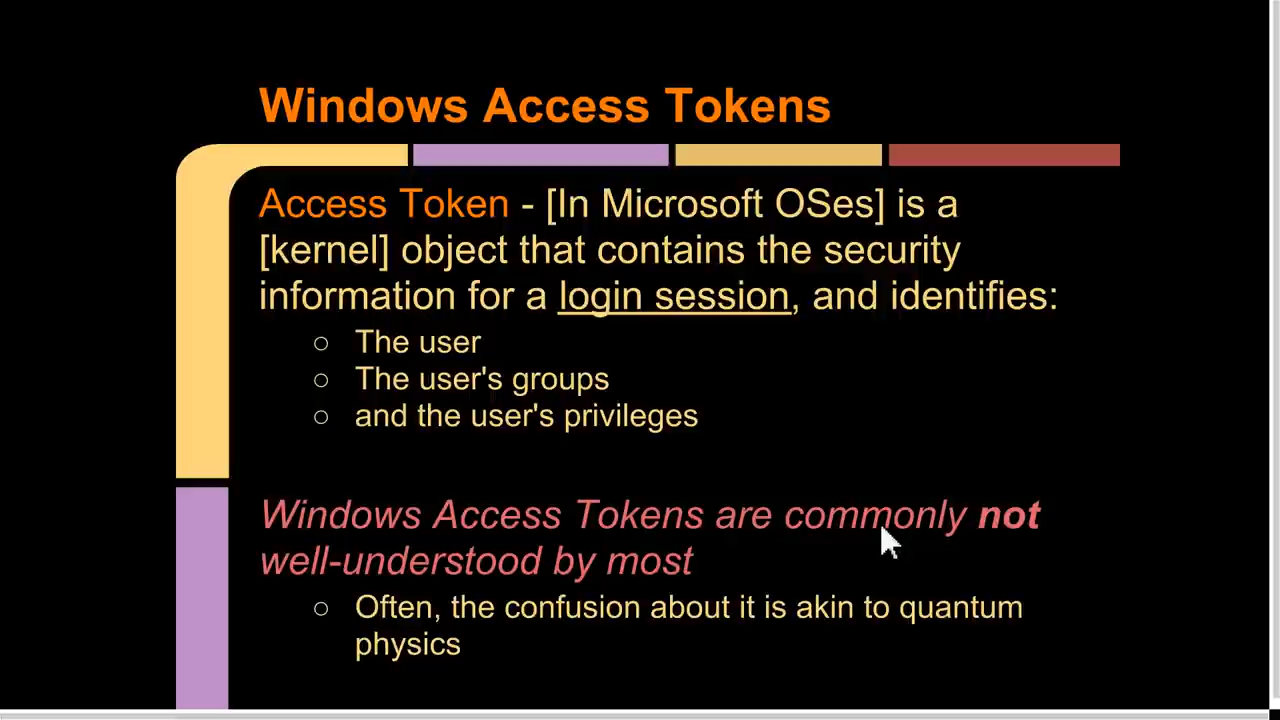 Windows Access Tokens
Access Token - [In Microsoft OSes] is a
[kernel] object that contains the security
information for a login session, and identifies:
○ The user
○ The user's groups
○ and the user's privileges
Windows Access Tokens are commonly not
well-understood by most
○ Often, the confusion about it is akin to quantum
physics